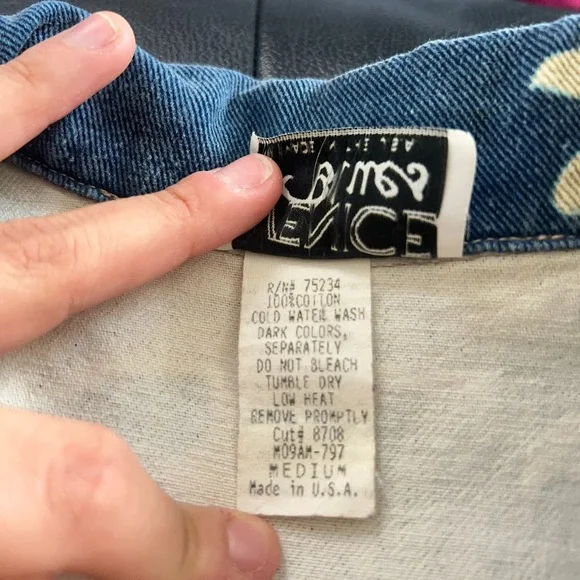 ENICE
R/N# 75234
100%COTTON
COLD WATER WASH
DARK COLORS,
SEPARATELY
DO NOT BLEACH
TUMBLE DRY
LOW HEAT
REMOVE PROMPTLY
Cut# 8708
M09AM-797
MEDIUM
Made in U.S.A.